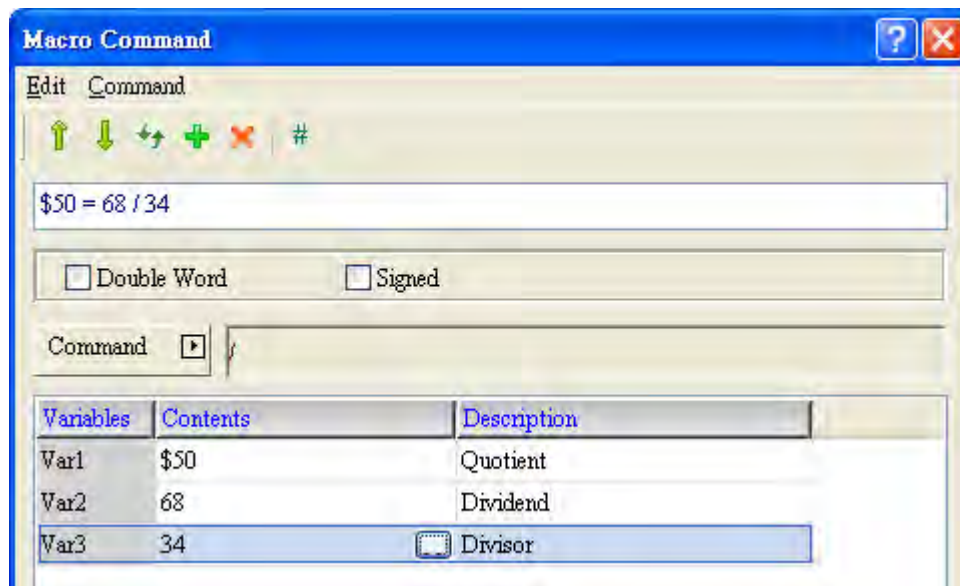 Macro Command
Edit Command
#
$50 = 68 / 34
Double Word Signed
Command /
Variables Contents Description
Var1 $50 Quotient
Var2 68 Dividend
Var3 34 ... Divisor